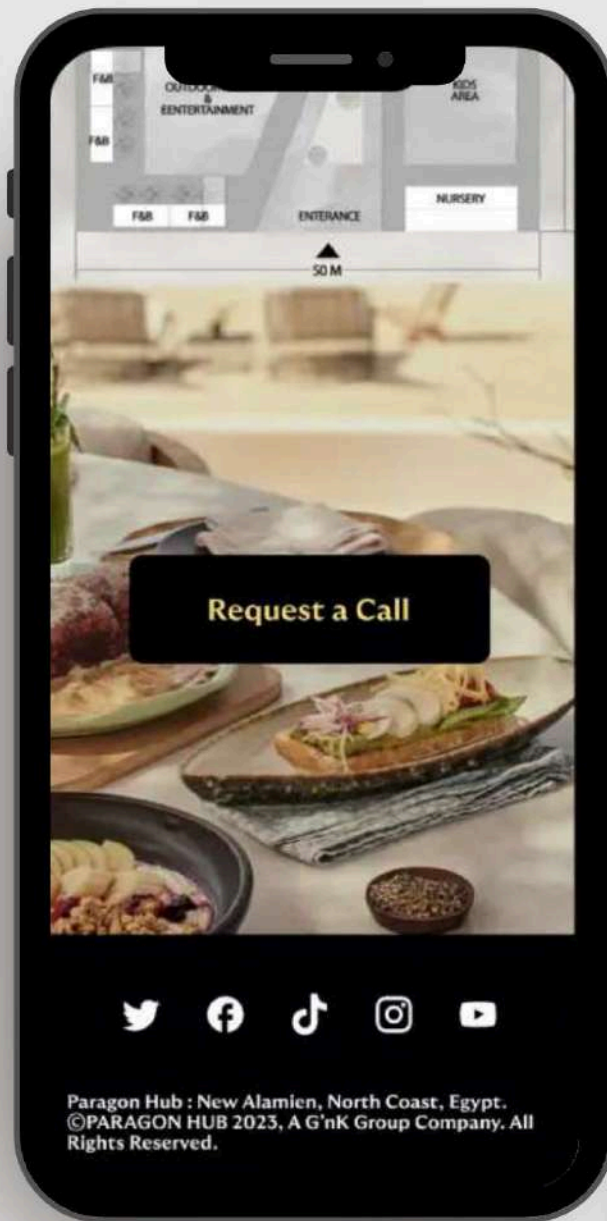 F&B
OUTDOOR
&
EENTERTAINMENT
KIDS
AREA
F&B
F&B F&B
ENTERANCE
NURSERY
50 M
Request a Call
Paragon Hub : New Alamien, North Coast, Egypt.
©PARAGON HUB 2023, A G'nK Group Company. All
Rights Reserved.